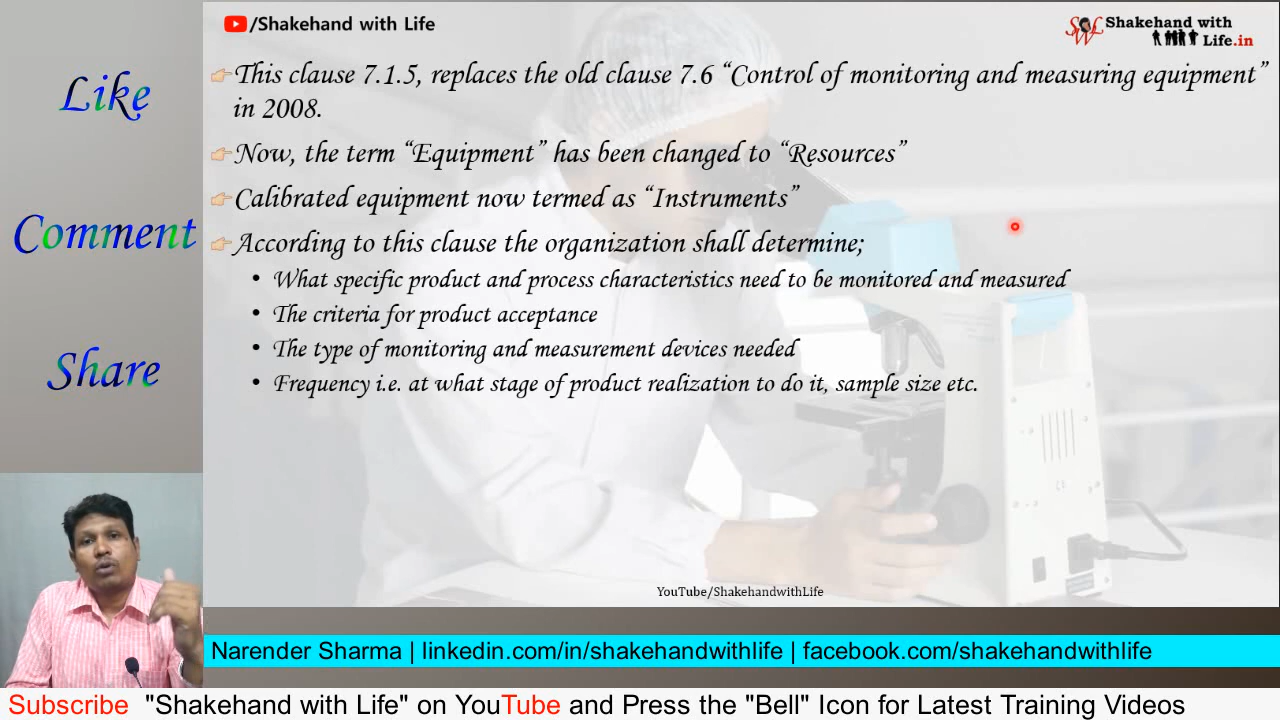 /Shakehand with Life
Shakehand with
Life.in
SWL
This clause 7.1.5, replaces the old clause 7.6 “Control of monitoring and measuring equipment”
in 2008.
Now, the term “Equipment” has been changed to “Resources”
Calibrated equipment now termed as “Instruments”
According to this clause the organization shall determine;
• What specific product and process characteristics need to be monitored and measured
• The criteria for product acceptance
• The type of monitoring and measurement devices needed
• Frequency i.e. at what stage of product realization to do it, sample size etc.
YouTube/ShakehandwithLife
Like
Comment
Share
Narender Sharma | linkedin.com/in/shakehandwithlife | facebook.com/shakehandwithlife
Subscribe "Shakehand with Life" on YouTube and Press the "Bell" Icon for Latest Training Videos